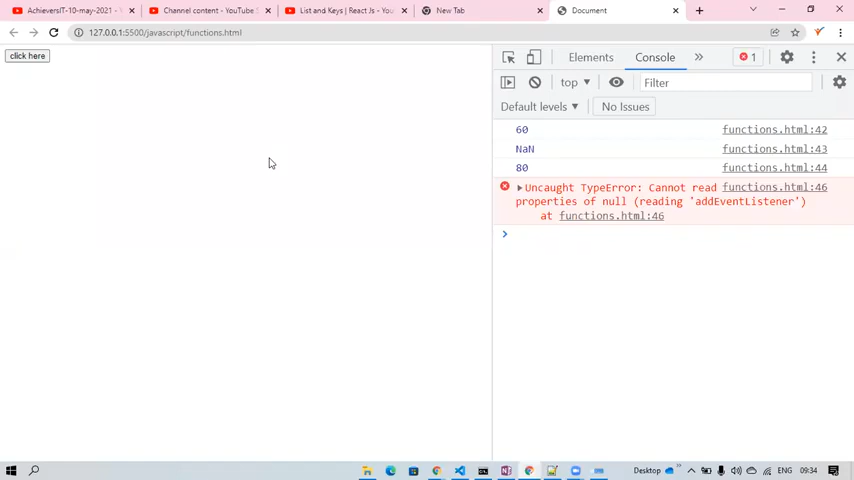 AchieversIT-10-may-2021 - Y
Channel content - YouTube S
List and Keys | React Js - You
New Tab
Document
127.0.0.1:5500/javascript/functions.html
click here
Elements
Console
1
top
Filter
Default levels
No Issues
60 functions.html:42
NaN functions.html:43
80 functions.html:44
Uncaught TypeError: Cannot read functions.html:46
properties of null (reading 'addEventListener')
at functions.html:46
Desktop
ENG
09:34